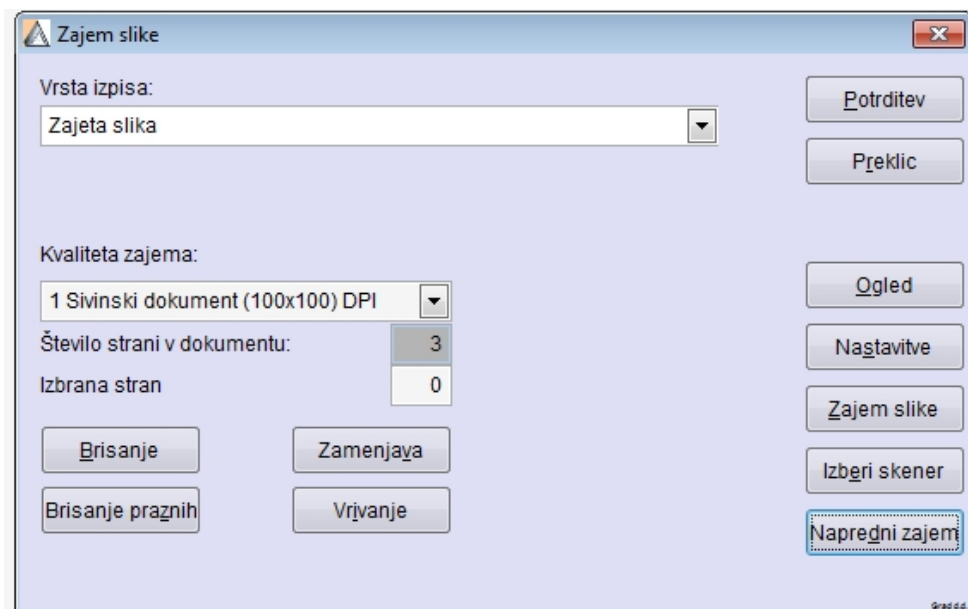 Zajem slike
Vrsta izpisa:
Zajeta slika
Potrditev
Preklic
Kvaliteta zajema:
1 Sivinski dokument (100x100) DPI
Število strani v dokumentu: 3
Izbrana stran 0
Brisanje Zamenjava
Brisanje praznih Vrivanje
Ogled
Nastavitve
Zajem slike
Izberi skener
Napredni zajem